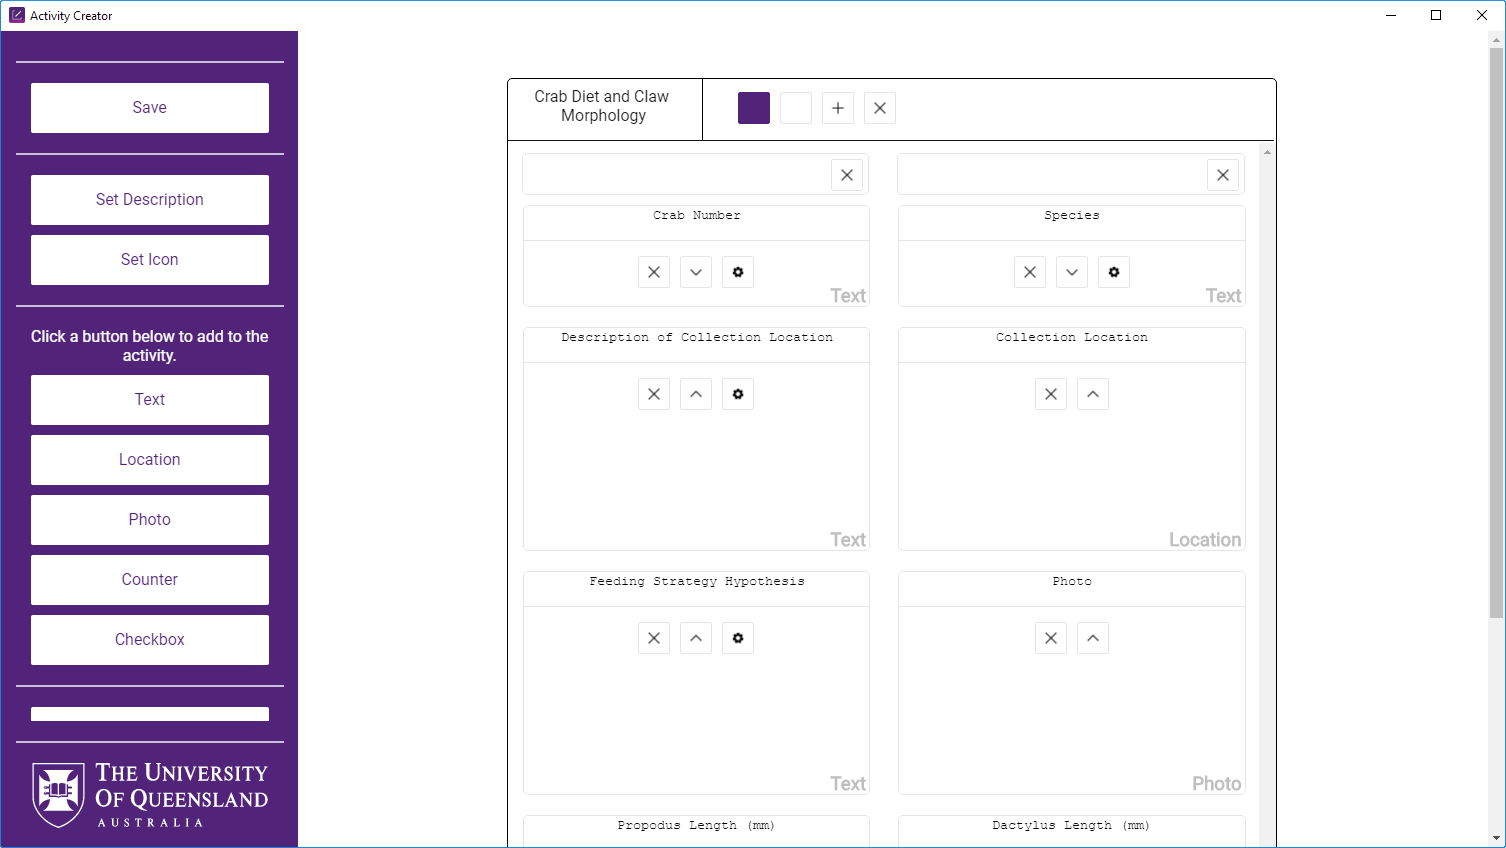 Activity Creator
Save
Set Description
Set Icon
Click a button below to add to the
activity.
Text
Location
Photo
Counter
Checkbox
THE UNIVERSITY
OF QUEENSLAND
AUSTRALIA
Crab Diet and Claw
Morphology
Crab Number
Text
Species
Text
Description of Collection Location
Text
Collection Location
Location
Feeding Strategy Hypothesis
Text
Photo
Photo
Propodus Length (mm)
Dactylus Length (mm)